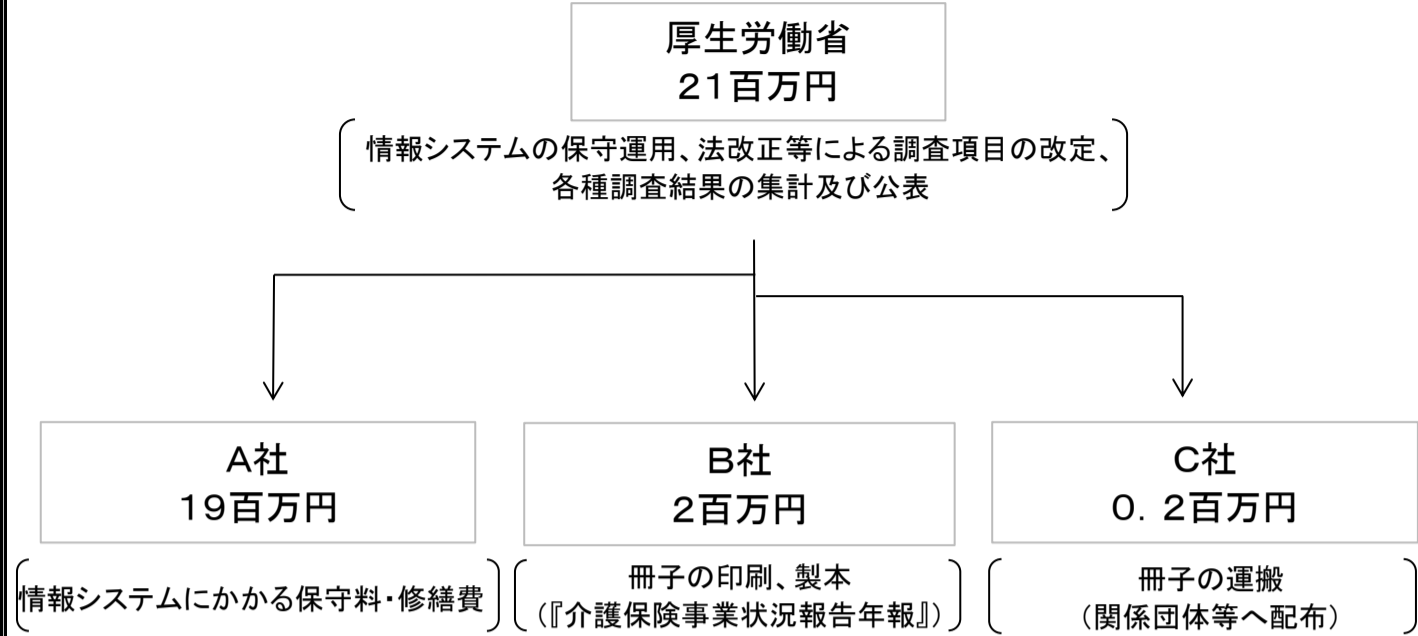 厚生労働省
21百万円
情報システムの保守運用、法改正等による調査項目の改定、
各種調査結果の集計及び公表
A社
19百万円
情報システムにかかる保守料・修繕費
B社
2百万円
冊子の印刷、製本
（『介護保険事業状況報告年報』）
C社
0．2百万円
冊子の運搬
（関係団体等へ配布）